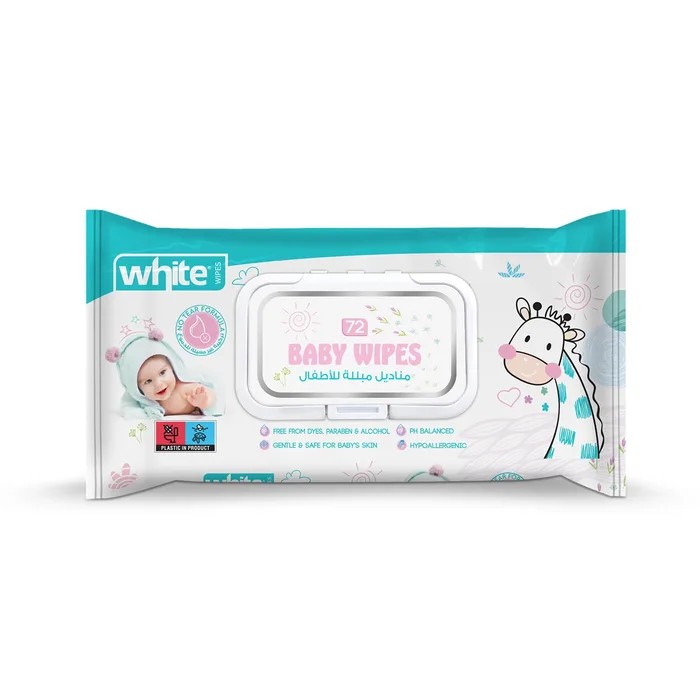 white
WIPES
NO TEAR FORMULA
72
BABY WIPES
مناديل مبللة للأطفال
FREE FROM DYES, PARABEN & ALCOHOL
PH BALANCED
GENTLE & SAFE FOR BABY'S SKIN
HYPOALLERGENIC
PLASTIC IN PRODUCT
white